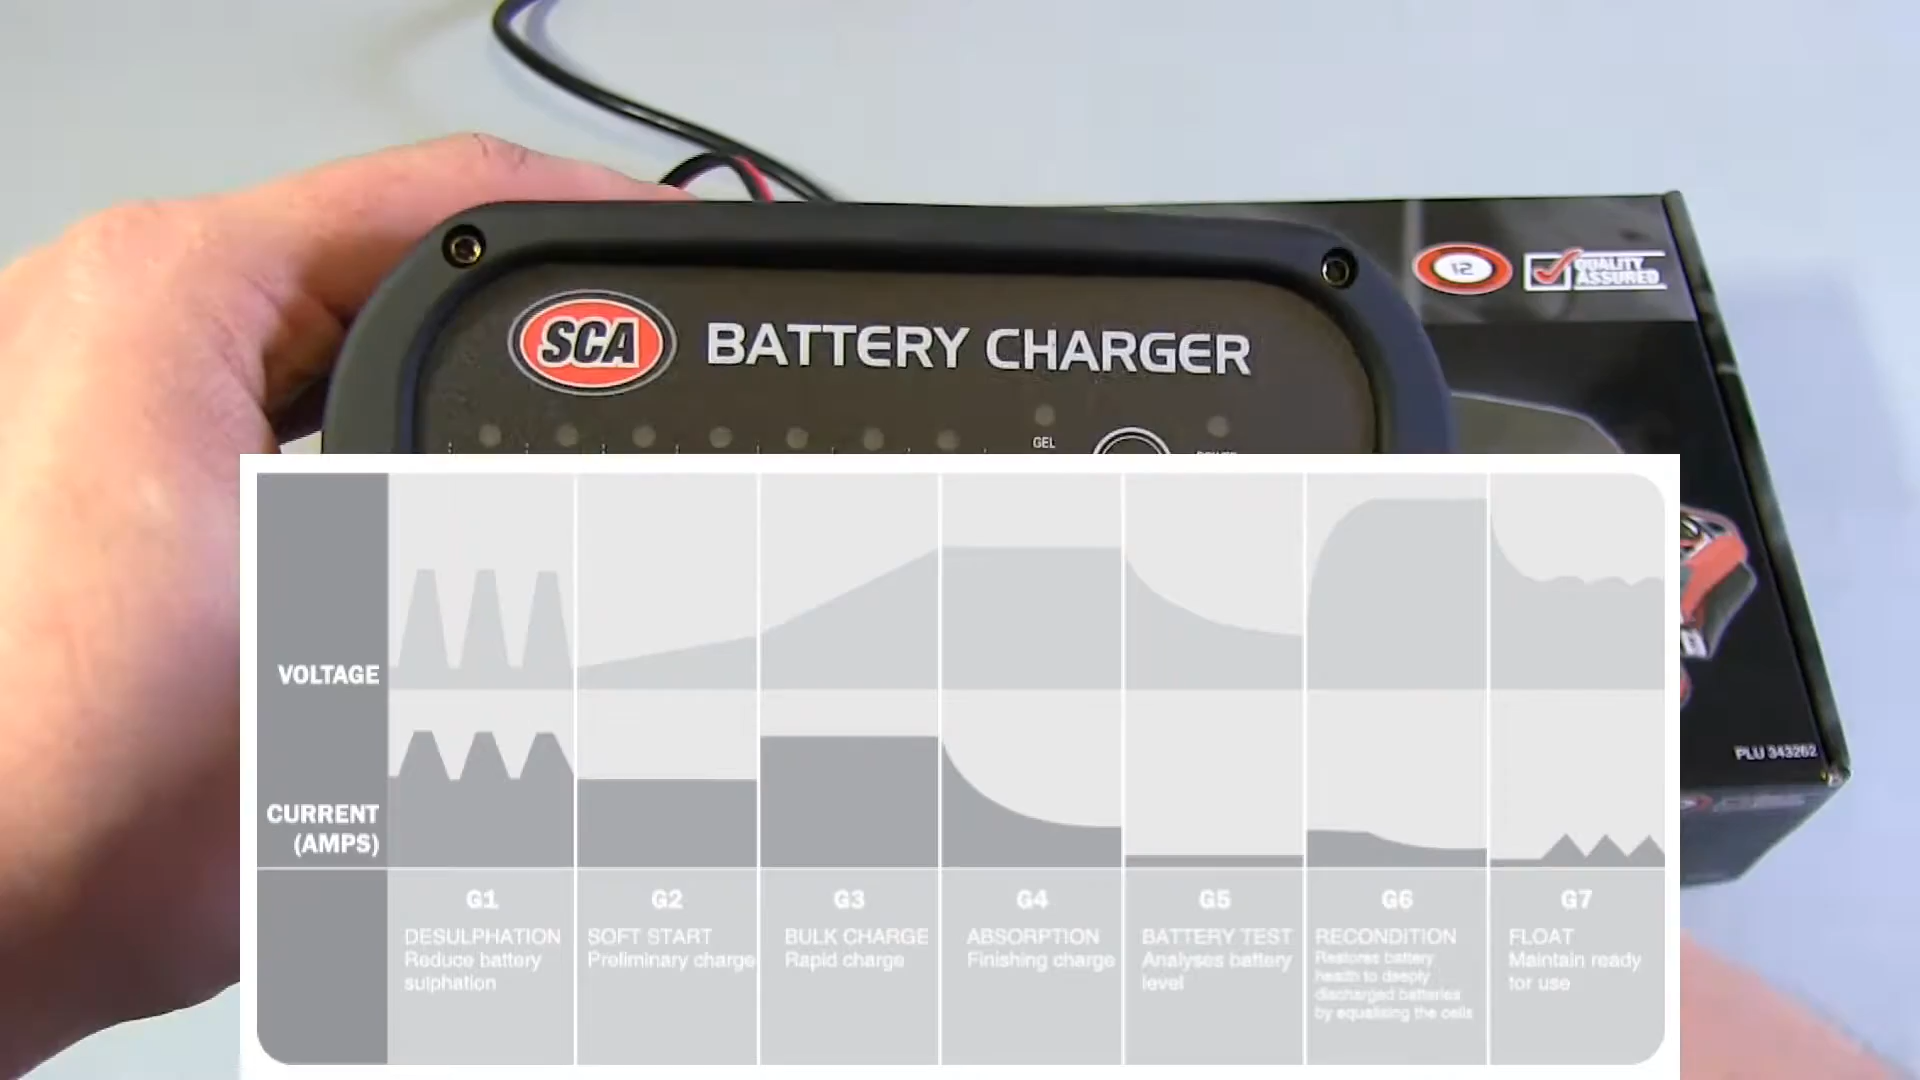 12
QUALITY
ASSURED
SCA
BATTERY CHARGER
GEL
PLU 343262
VOLTAGE
CURRENT
(AMPS)
G1
DESULPHATION
Reduce battery
sulphation
G2
SOFT START
Preliminary charge
G3
BULK CHARGE
Rapid charge
G4
ABSORPTION
Finishing charge
G5
BATTERY TEST
Analyses battery
level
G6
RECONDITION
Restores battery
health to deeply
discharged batteries
by equalising the cells
G7
FLOAT
Maintain ready
for use